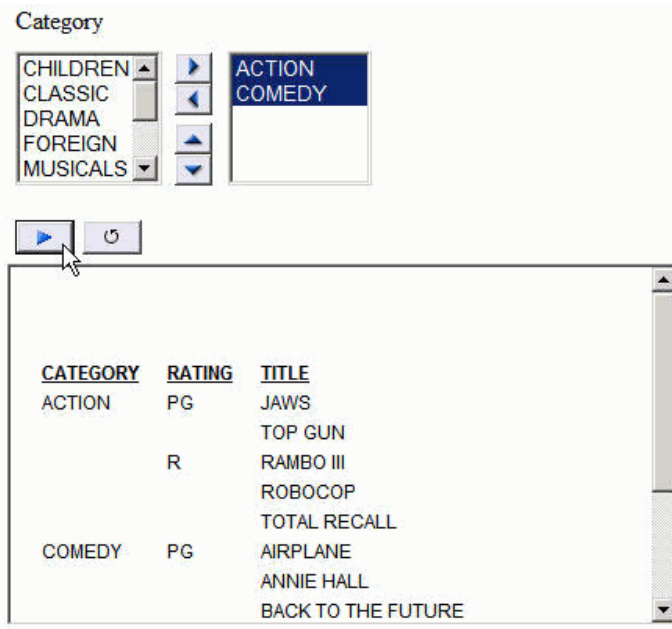 Category
CHILDREN
CLASSIC
DRAMA
FOREIGN
MUSICALS
ACTION
COMEDY
CATEGORY RATING TITLE
ACTION PG JAWS
TOP GUN
R RAMBO III
ROBOCOP
TOTAL RECALL
COMEDY PG AIRPLANE
ANNIE HALL
BACK TO THE FUTURE